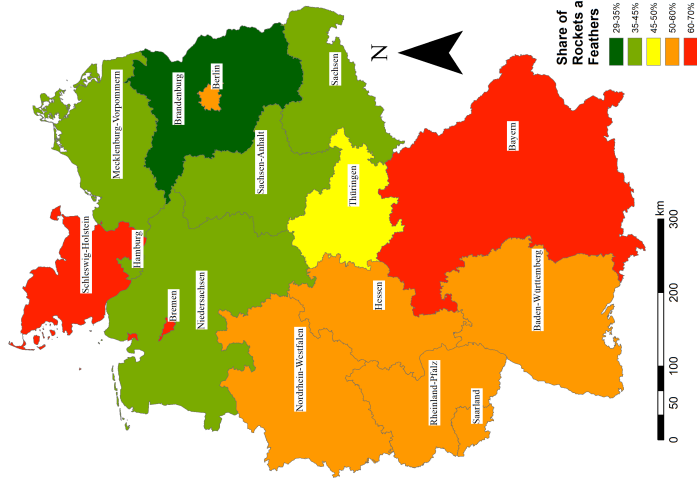 Share of
Rockets a
Feathers
29-35%
35-45%
45-50%
50-60%
60-70%
N
Schleswig-Holstein
Mecklenburg-Vorpommern
Hamburg
Bremen
Niedersachsen
Brandenburg
Berlin
Sachsen-Anhalt
Sachsen
Nordrhein-Westfalen
Hessen
Thüringen
Rheinland-Pfalz
Saarland
Baden-Württemberg
Bayern
0 50 100 200 300
km